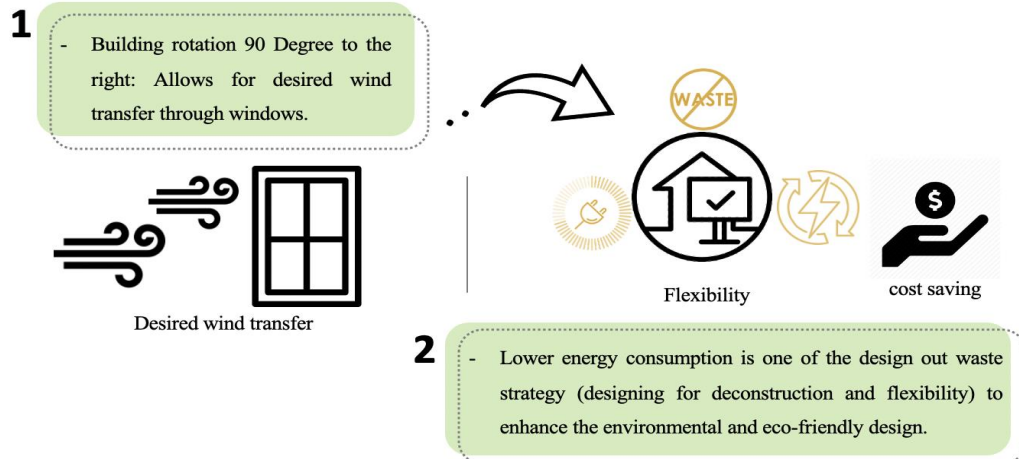 1
- Building rotation 90 Degree to the
right: Allows for desired wind
transfer through windows.
Desired wind transfer
WASTE
$
Flexibility
cost saving
2
- Lower energy consumption is one of the design out waste
strategy (designing for deconstruction and flexibility) to
enhance the environmental and eco-friendly design.